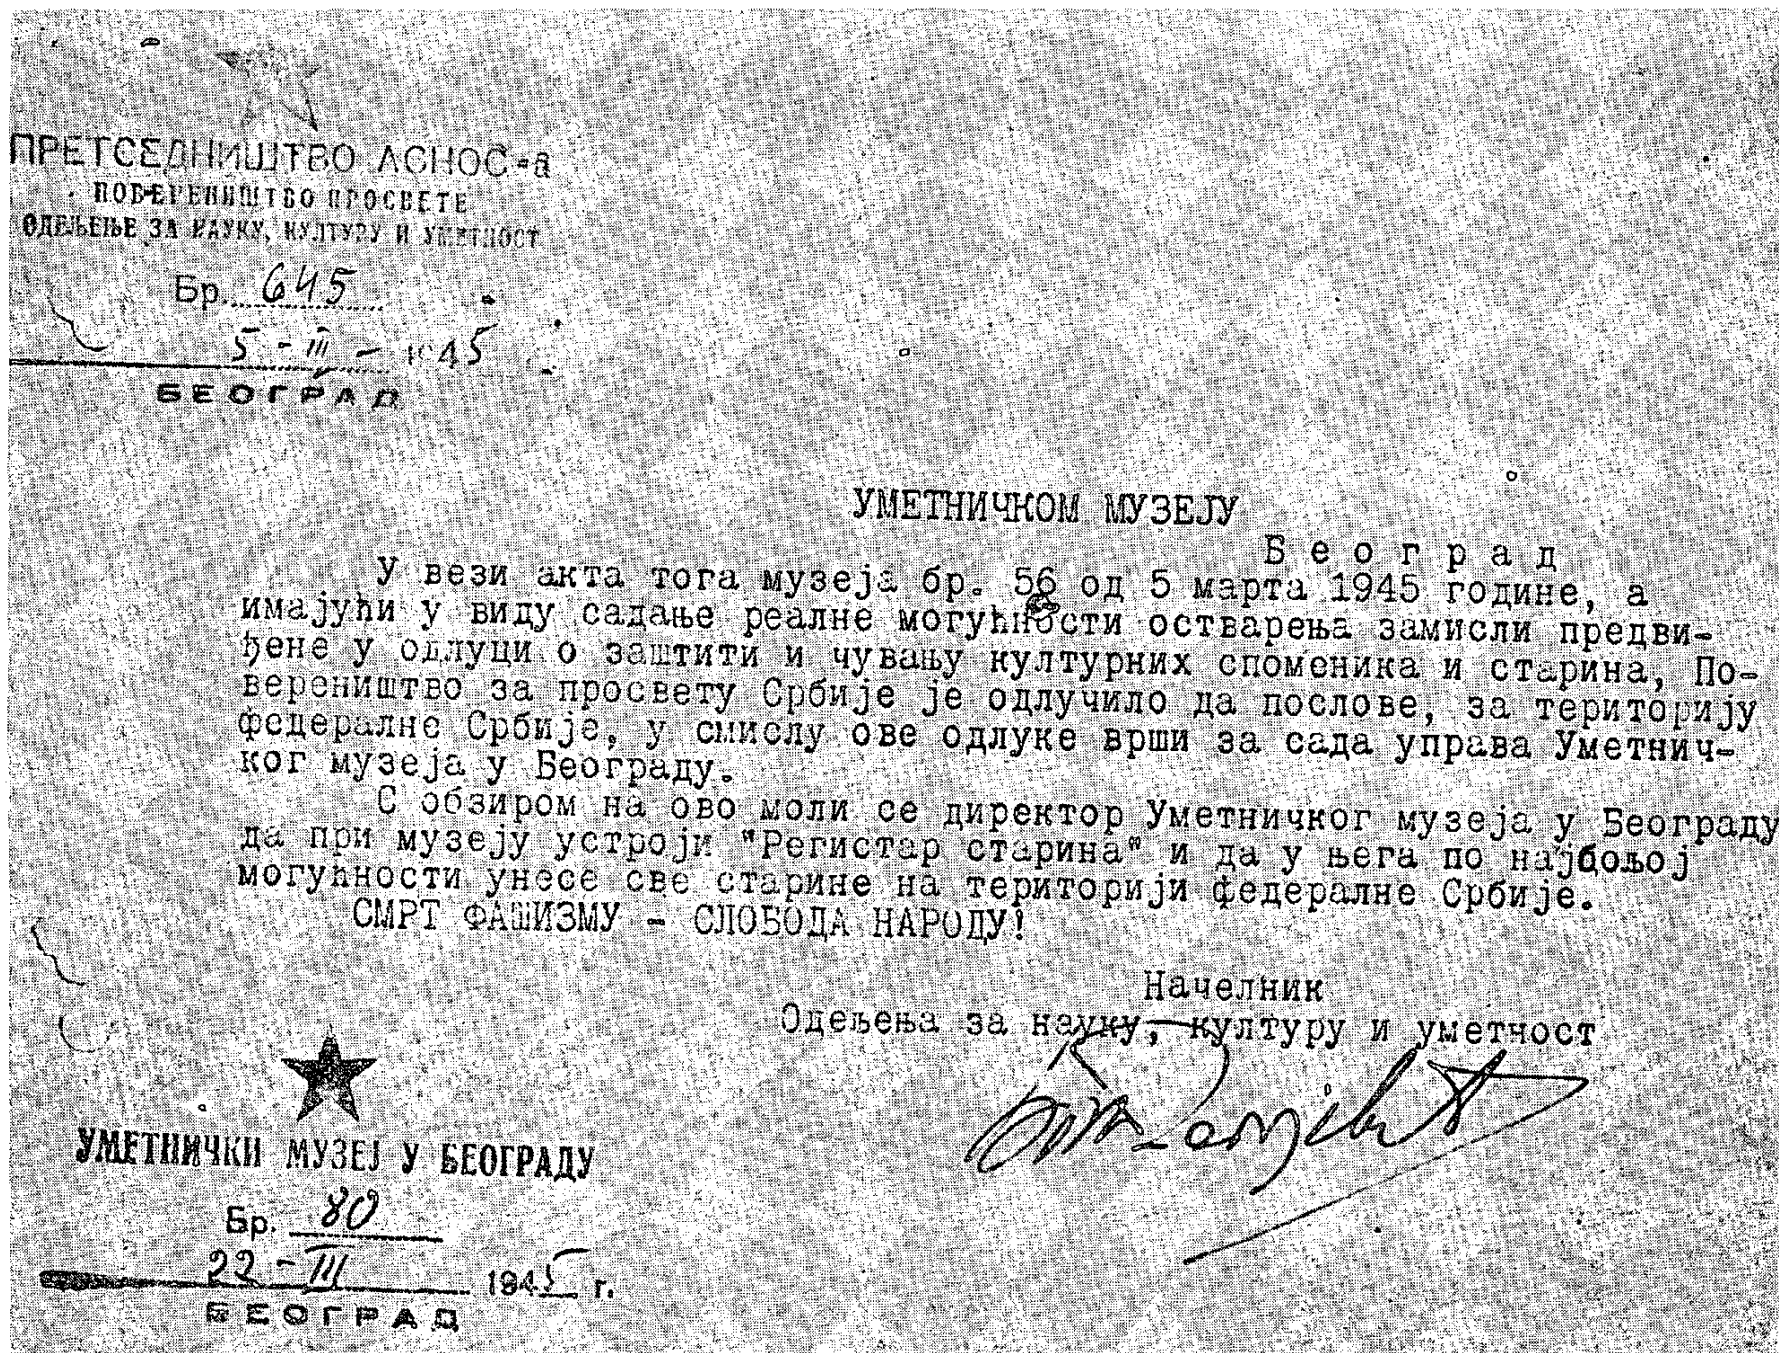 ПРЕТСЕДНИШТВО АСНОС-а
ПОВЕРЕНИШТВО ПРОСВЕТЕ
ОДЕЉЕЊЕ ЗА НАУКУ, КУЛТУРУ И УМЕТНОСТ
Бр. 645
5 - III - 1945
БЕОГРАД
УМЕТНИЧКОМ МУЗЕЈУ
Б е о г р а д
У вези акта тога музеја бр. 56 од 5 марта 1945 године, а
имајући у виду садање реалне могућности остварења замисли предви-
ђене у одлуци о заштити и чувању културних споменика и старина, По-
вереништво за просвету Србије је одлучило да послове, за територију
федералне Србије, у смислу ове одлуке врши за сада управа Уметнич-
ког музеја у Београду.
С обзиром на ово моли се директор Уметничког музеја у Београду
да при музеју устроји "Регистар старина" и да у њега по најбољој
могућности унесе све старине на територији федералне Србије.
СМРТ ФАШИЗМУ - СЛОБОДА НАРОДУ!
Начелник
Одељења за науку, културу и уметност
УМЕТНИЧКИ МУЗЕЈ У БЕОГРАДУ
Бр. 80
22 - III 1945 г.
БЕОГРАД